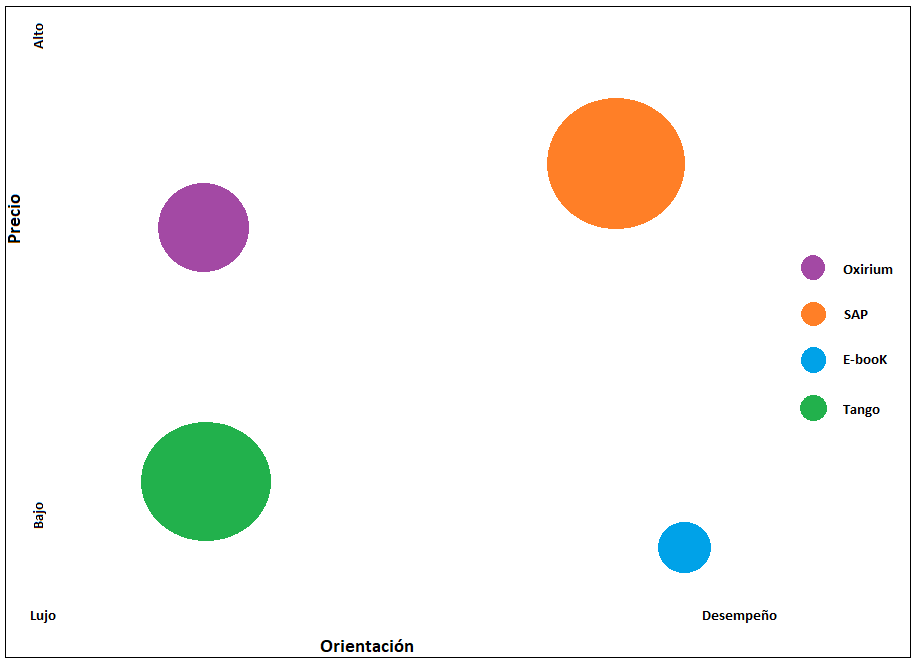 Alto
Precio
Oxirium
SAP
E-booK
Tango
Bajo
Lujo
Desempeño
Orientación